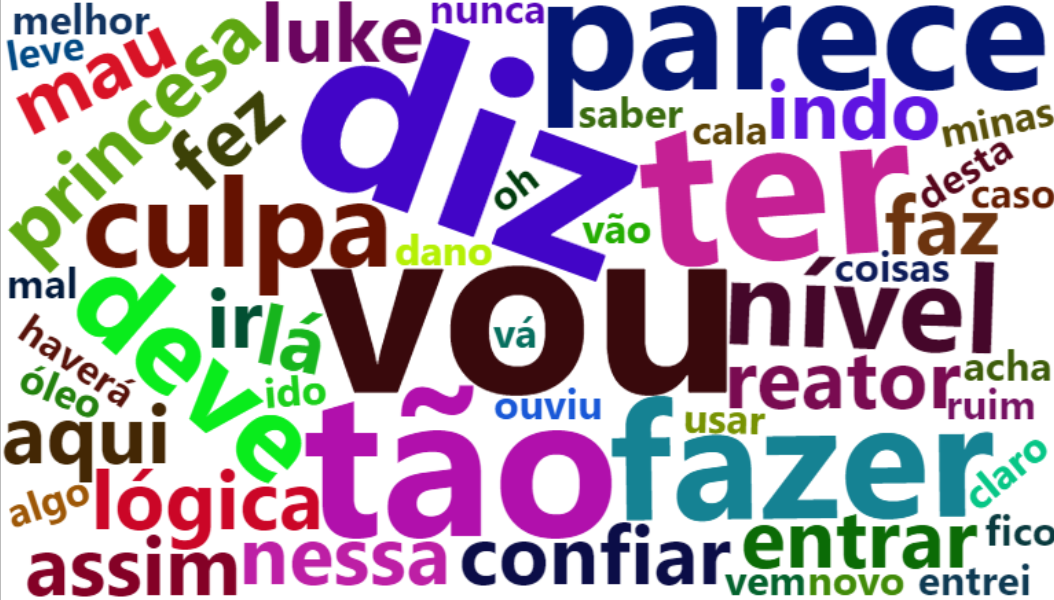 melhor
nunca
leve
mau
princesa
luke
diz
parece
fez
saber
cala
indo
minas
oh
ter
desta
caso
culpa
dano
vão
faz
mal
deve
ir
lá
vou
vá
nível
coisas
haverá
óleo
ido
ouviu
reator
acha
ruim
usar
aqui
tão
fazer
claro
algo
lógica
assim
nessa
confiar
entrar
fico
vem
novo
entrei